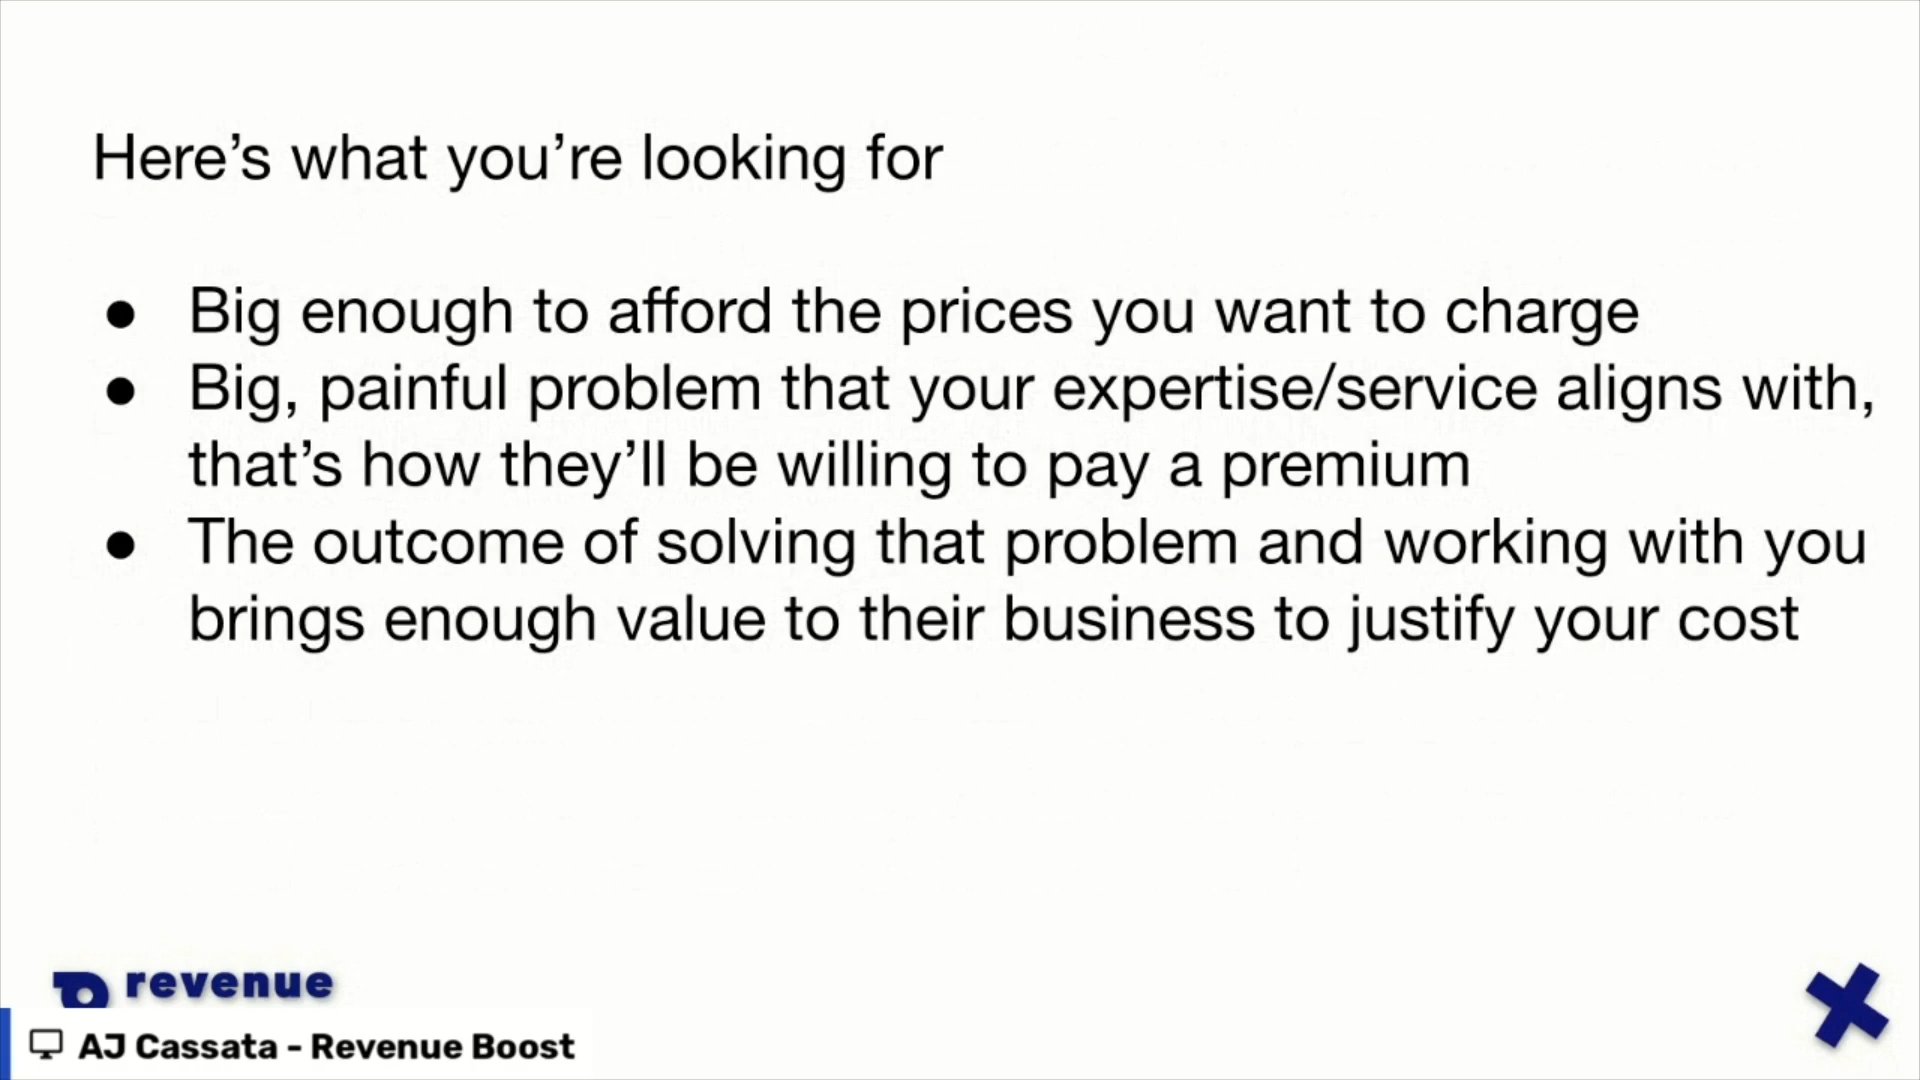 Here’s what you’re looking for
● Big enough to afford the prices you want to charge
● Big, painful problem that your expertise/service aligns with,
that’s how they’ll be willing to pay a premium
● The outcome of solving that problem and working with you
brings enough value to their business to justify your cost
revenue
AJ Cassata - Revenue Boost